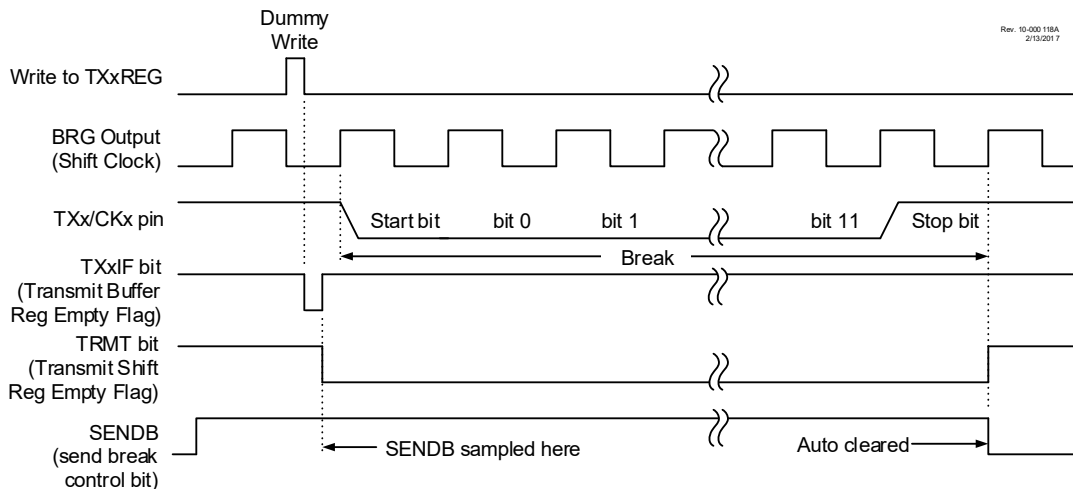 Dummy
Write
Rev. 10-000 118A
2/13/2017
Write to TXxREG
BRG Output
(Shift Clock)
TXx/CKx pin
Start bit
bit 0
bit 1
bit 11
Stop bit
Break
TXxIF bit
(Transmit Buffer
Reg Empty Flag)
TRMT bit
(Transmit Shift
Reg Empty Flag)
SENDB
(send break
control bit)
SENDB sampled here
Auto cleared